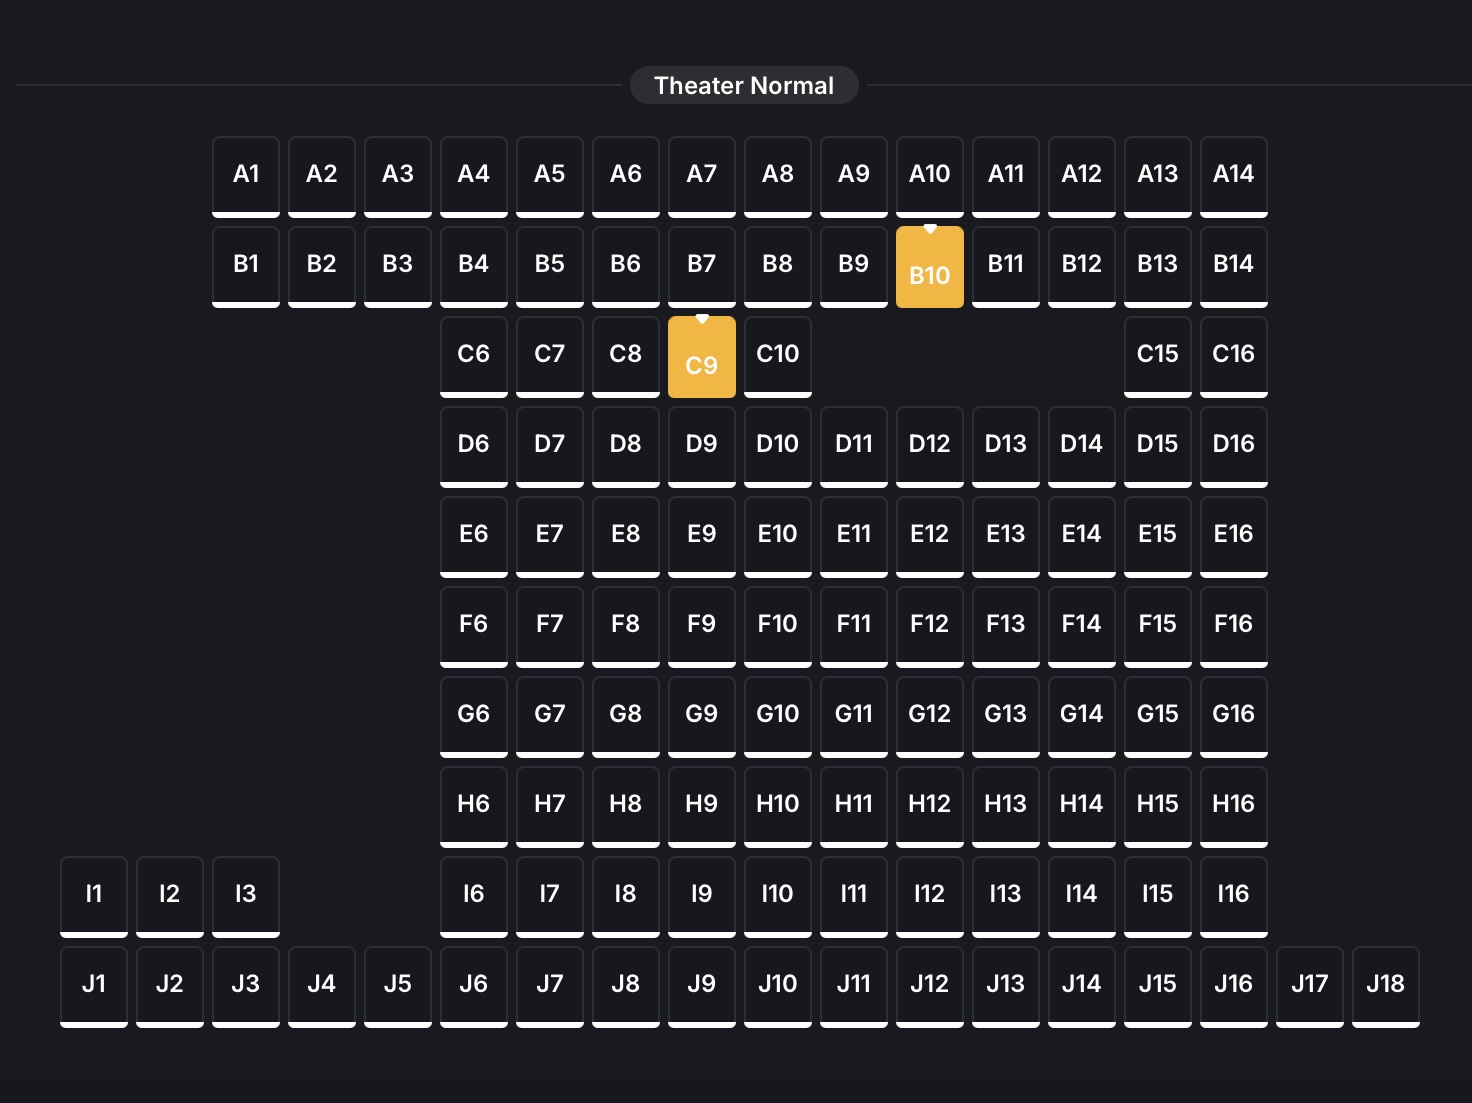 Theater Normal
A1 A2 A3 A4 A5 A6 A7 A8 A9 A10 A11 A12 A13 A14
B1 B2 B3 B4 B5 B6 B7 B8 B9 B10 B11 B12 B13 B14
C6 C7 C8 C9 C10 C15 C16
D6 D7 D8 D9 D10 D11 D12 D13 D14 D15 D16
E6 E7 E8 E9 E10 E11 E12 E13 E14 E15 E16
F6 F7 F8 F9 F10 F11 F12 F13 F14 F15 F16
G6 G7 G8 G9 G10 G11 G12 G13 G14 G15 G16
H6 H7 H8 H9 H10 H11 H12 H13 H14 H15 H16
I1 I2 I3 I6 I7 I8 I9 I10 I11 I12 I13 I14 I15 I16
J1 J2 J3 J4 J5 J6 J7 J8 J9 J10 J11 J12 J13 J14 J15 J16 J17 J18